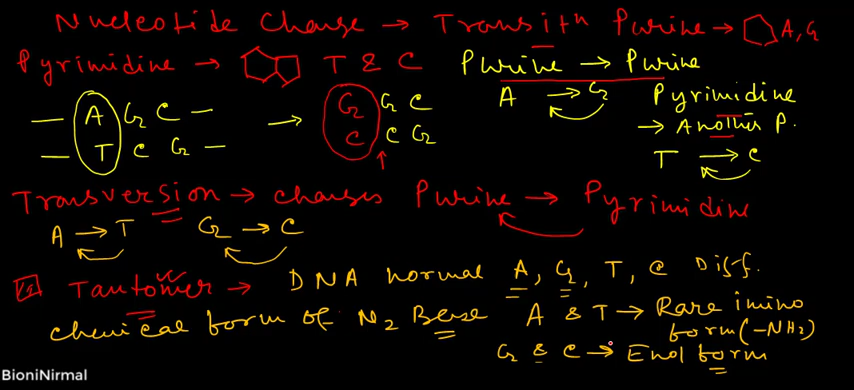 Nucleotide Change → Transitn Purine → A, G
Pyrimidine → T & C Purine → Purine
A → G Pyrimidine
— A G C — → G G C → Another P.
— T C G — C C G T → C
Transversion → changes Purine → Pyrimidine
A → T G → C
Tautomer → DNA normal A, G, T, C Diff.
chemical form of N2 Base A & T → Rare imino
form (-NH2)
G & C → Enol form
BioniNirmal